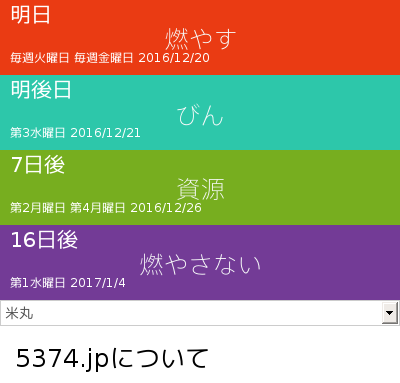 明日
燃やす
毎週火曜日 毎週金曜日 2016/12/20
明後日
びん
第3水曜日 2016/12/21
7日後
資源
第2月曜日 第4月曜日 2016/12/26
16日後
燃やさない
第1水曜日 2017/1/4
米丸
5374.jpについて